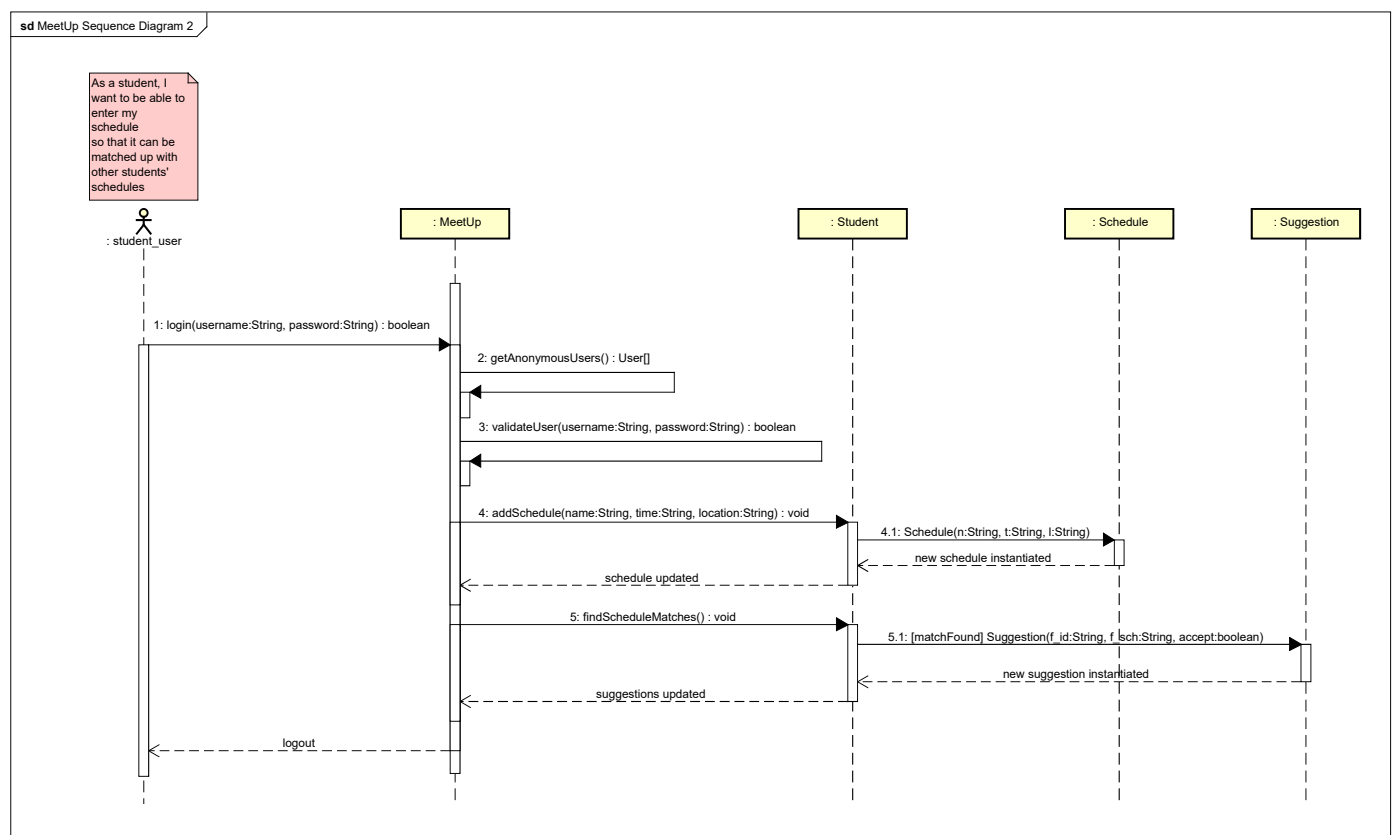 sd MeetUp Sequence Diagram 2
As a student, I
want to be able to
enter my
schedule
so that it can be
matched up with
other students'
schedules
: student_user
: MeetUp
: Student
: Schedule
: Suggestion
1: login(username:String, password:String) : boolean
2: getAnonymousUsers() : User[]
3: validateUser(username:String, password:String) : boolean
4: addSchedule(name:String, time:String, location:String) : void
4.1: Schedule(n:String, t:String, l:String)
new schedule instantiated
schedule updated
5: findScheduleMatches() : void
5.1: [matchFound] Suggestion(f_id:String, f_sch:String, accept:boolean)
new suggestion instantiated
suggestions updated
logout